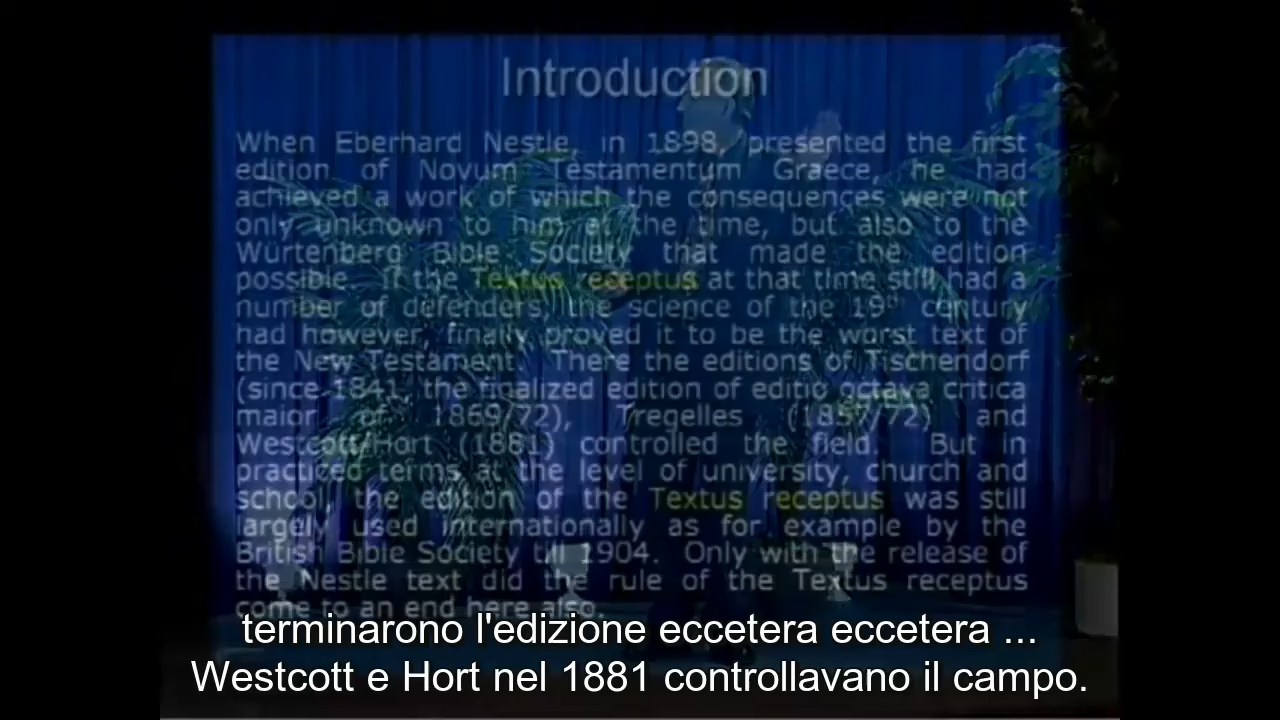 Introduction
When Eberhard Nestle, in 1898, presented the first
edition of Novum Testamentum Graece, he had
achieved a work of which the consequences were not
only unknown to him at the time, but also to the
Würtenberg Bible Society that made the edition
possible. If the Textus receptus at that time still had a
number of defenders, the science of the 19th century
had however finally proved it to be the worst text of
the New Testament. There the editions of Tischendorf
(since 1841, the finalized edition of editio octava critica
maior of 1869/72), Tregelles (1857/72) and
Westcott/Hort (1881) controlled the field. But in
practiced terms at the level of university, church and
school the edition of the Textus receptus was still
largely used internationally as for example by the
British Bible Society till 1904. Only with the release of
the Nestle text did the rule of the Textus receptus
come to an end here also.
terminarono l'edizione eccetera eccetera ...
Westcott e Hort nel 1881 controllavano il campo.